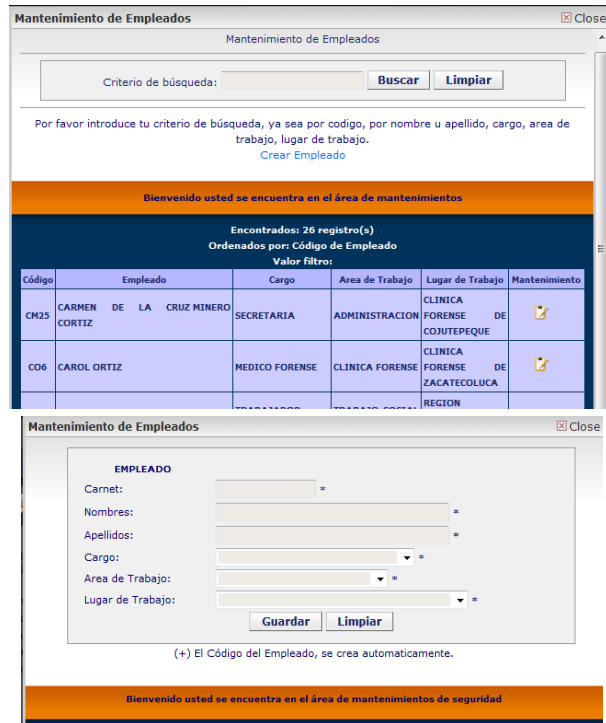 Mantenimiento de Empleados
Close
Mantenimiento de Empleados
Criterio de búsqueda:
Buscar
Limpiar
Por favor introduce tu criterio de búsqueda, ya sea por codigo, por nombre u apellido, cargo, area de
trabajo, lugar de trabajo.
Crear Empleado
Bienvenido usted se encuentra en el área de mantenimientos
Encontrados: 26 registro(s)
Ordenados por: Código de Empleado
Valor filtro:
Código Empleado Cargo Area de Trabajo Lugar de Trabajo Mantenimiento
CM25 CARMEN DE LA CRUZ MINERO CORTIZ SECRETARIA ADMINISTRACION CLINICA FORENSE DE COJUTEPEQUE
CO6 CAROL ORTIZ MEDICO FORENSE CLINICA FORENSE CLINICA FORENSE DE ZACATECOLUCA
TRABAJADOR TRABAJO SOCIAL REGION
Mantenimiento de Empleados
Close
EMPLEADO
Carnet: *
Nombres: *
Apellidos: *
Cargo: *
Area de Trabajo: *
Lugar de Trabajo: *
Guardar
Limpiar
(+) El Código del Empleado, se crea automaticamente.
Bienvenido usted se encuentra en el área de mantenimientos de seguridad